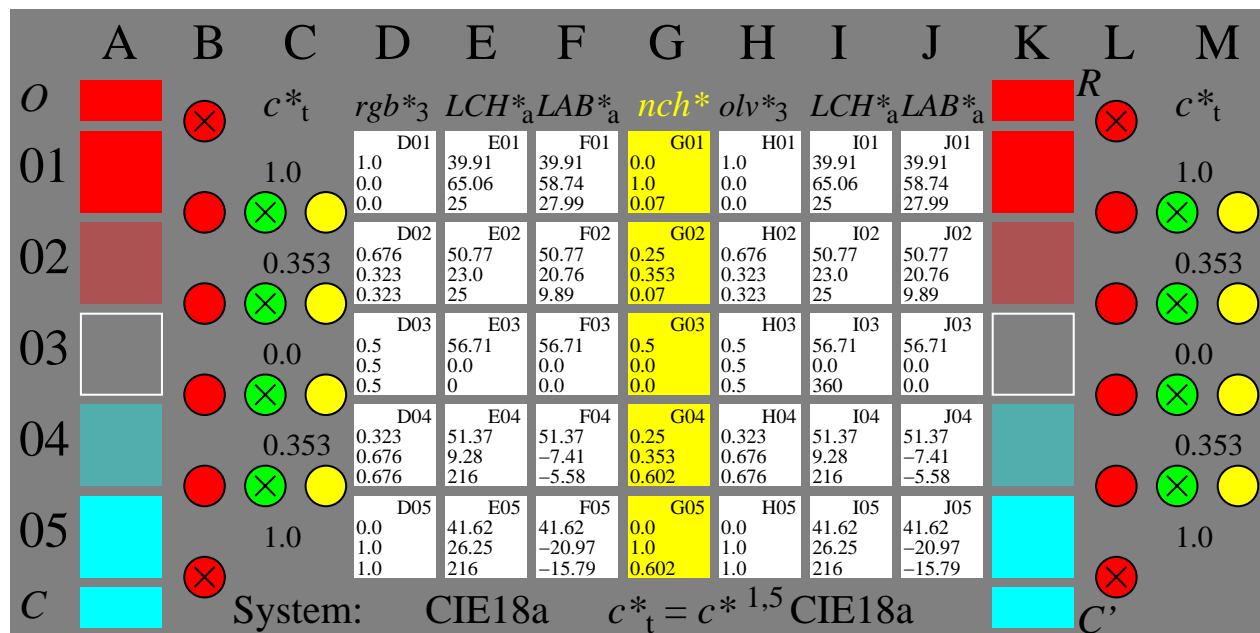 A B C D E F G H I J K L M
O c*t rgb*3 LCH*a LAB*a nch* olv*3 LCH*a LAB*a R c*t
01 1.0 D01 E01 F01 G01 H01 I01 J01 1.0
1.0 39.91 39.91 0.0 1.0 39.91 39.91
0.0 65.06 58.74 1.0 0.0 65.06 58.74
0.0 25 27.99 0.07 0.0 25 27.99
02 0.353 D02 E02 F02 G02 H02 I02 J02 0.353
0.676 50.77 50.77 0.25 0.676 50.77 50.77
0.323 23.0 20.76 0.353 0.323 23.0 20.76
0.323 25 9.89 0.07 0.323 25 9.89
03 0.0 D03 E03 F03 G03 H03 I03 J03 0.0
0.5 56.71 56.71 0.5 0.5 56.71 56.71
0.5 0.0 0.0 0.0 0.5 0.0 0.0
0.5 0 0.0 0.0 0.5 360 0.0
04 0.353 D04 E04 F04 G04 H04 I04 J04 0.353
0.323 51.37 51.37 0.25 0.323 51.37 51.37
0.676 9.28 −7.41 0.353 0.676 9.28 −7.41
0.676 216 −5.58 0.602 0.676 216 −5.58
05 1.0 D05 E05 F05 G05 H05 I05 J05 1.0
0.0 41.62 41.62 0.0 0.0 41.62 41.62
1.0 26.25 −20.97 1.0 1.0 26.25 −20.97
1.0 216 −15.79 0.602 1.0 216 −15.79
C System: CIE18a c*t = c* 1,5 CIE18a C'